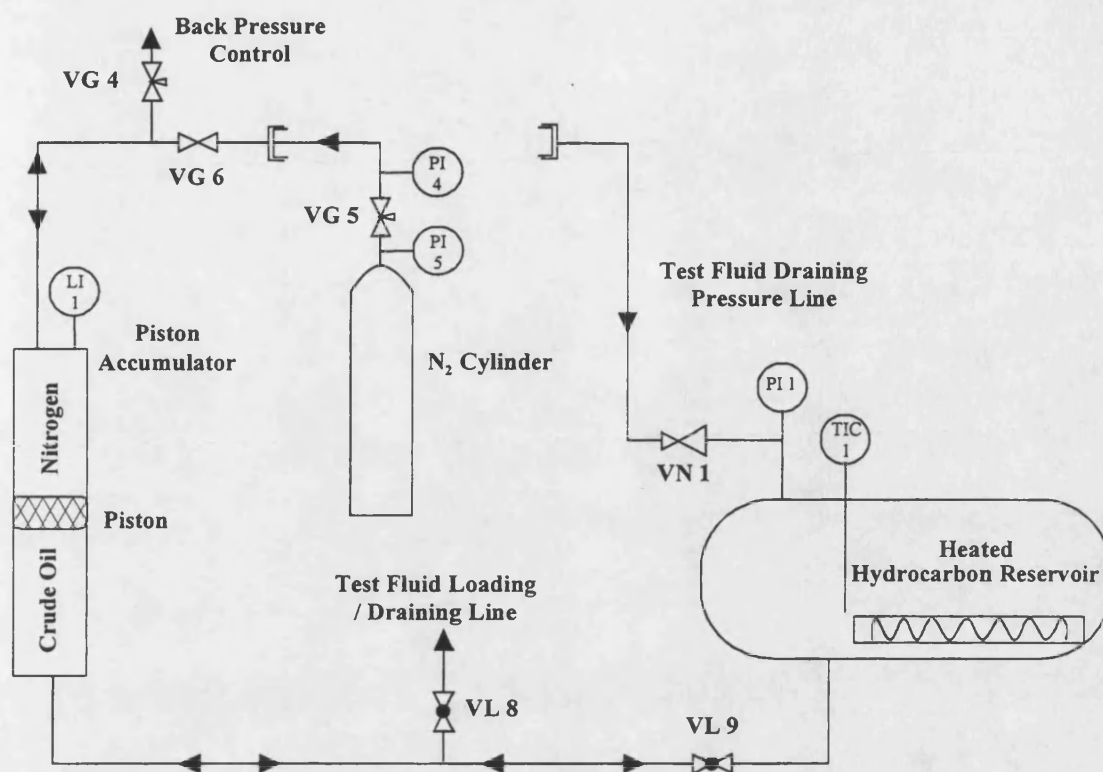 Back Pressure
Control
VG 4
VG 6
PI
4
VG 5
PI
5
LI
1
Piston
Accumulator
N₂ Cylinder
Nitrogen
Piston
Crude Oil
Test Fluid Draining
Pressure Line
PI 1
TIC
1
VN 1
Heated
Hydrocarbon Reservoir
Test Fluid Loading
/ Draining Line
VL 8
VL 9